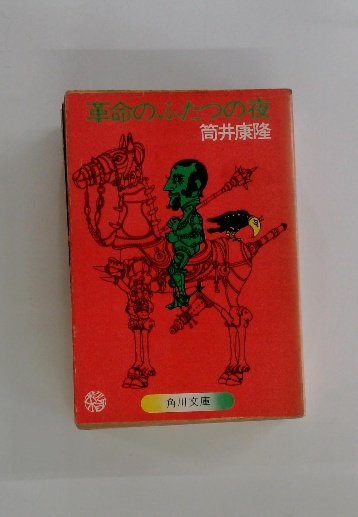 革命のふたつの夜
筒井康隆
角川文庫